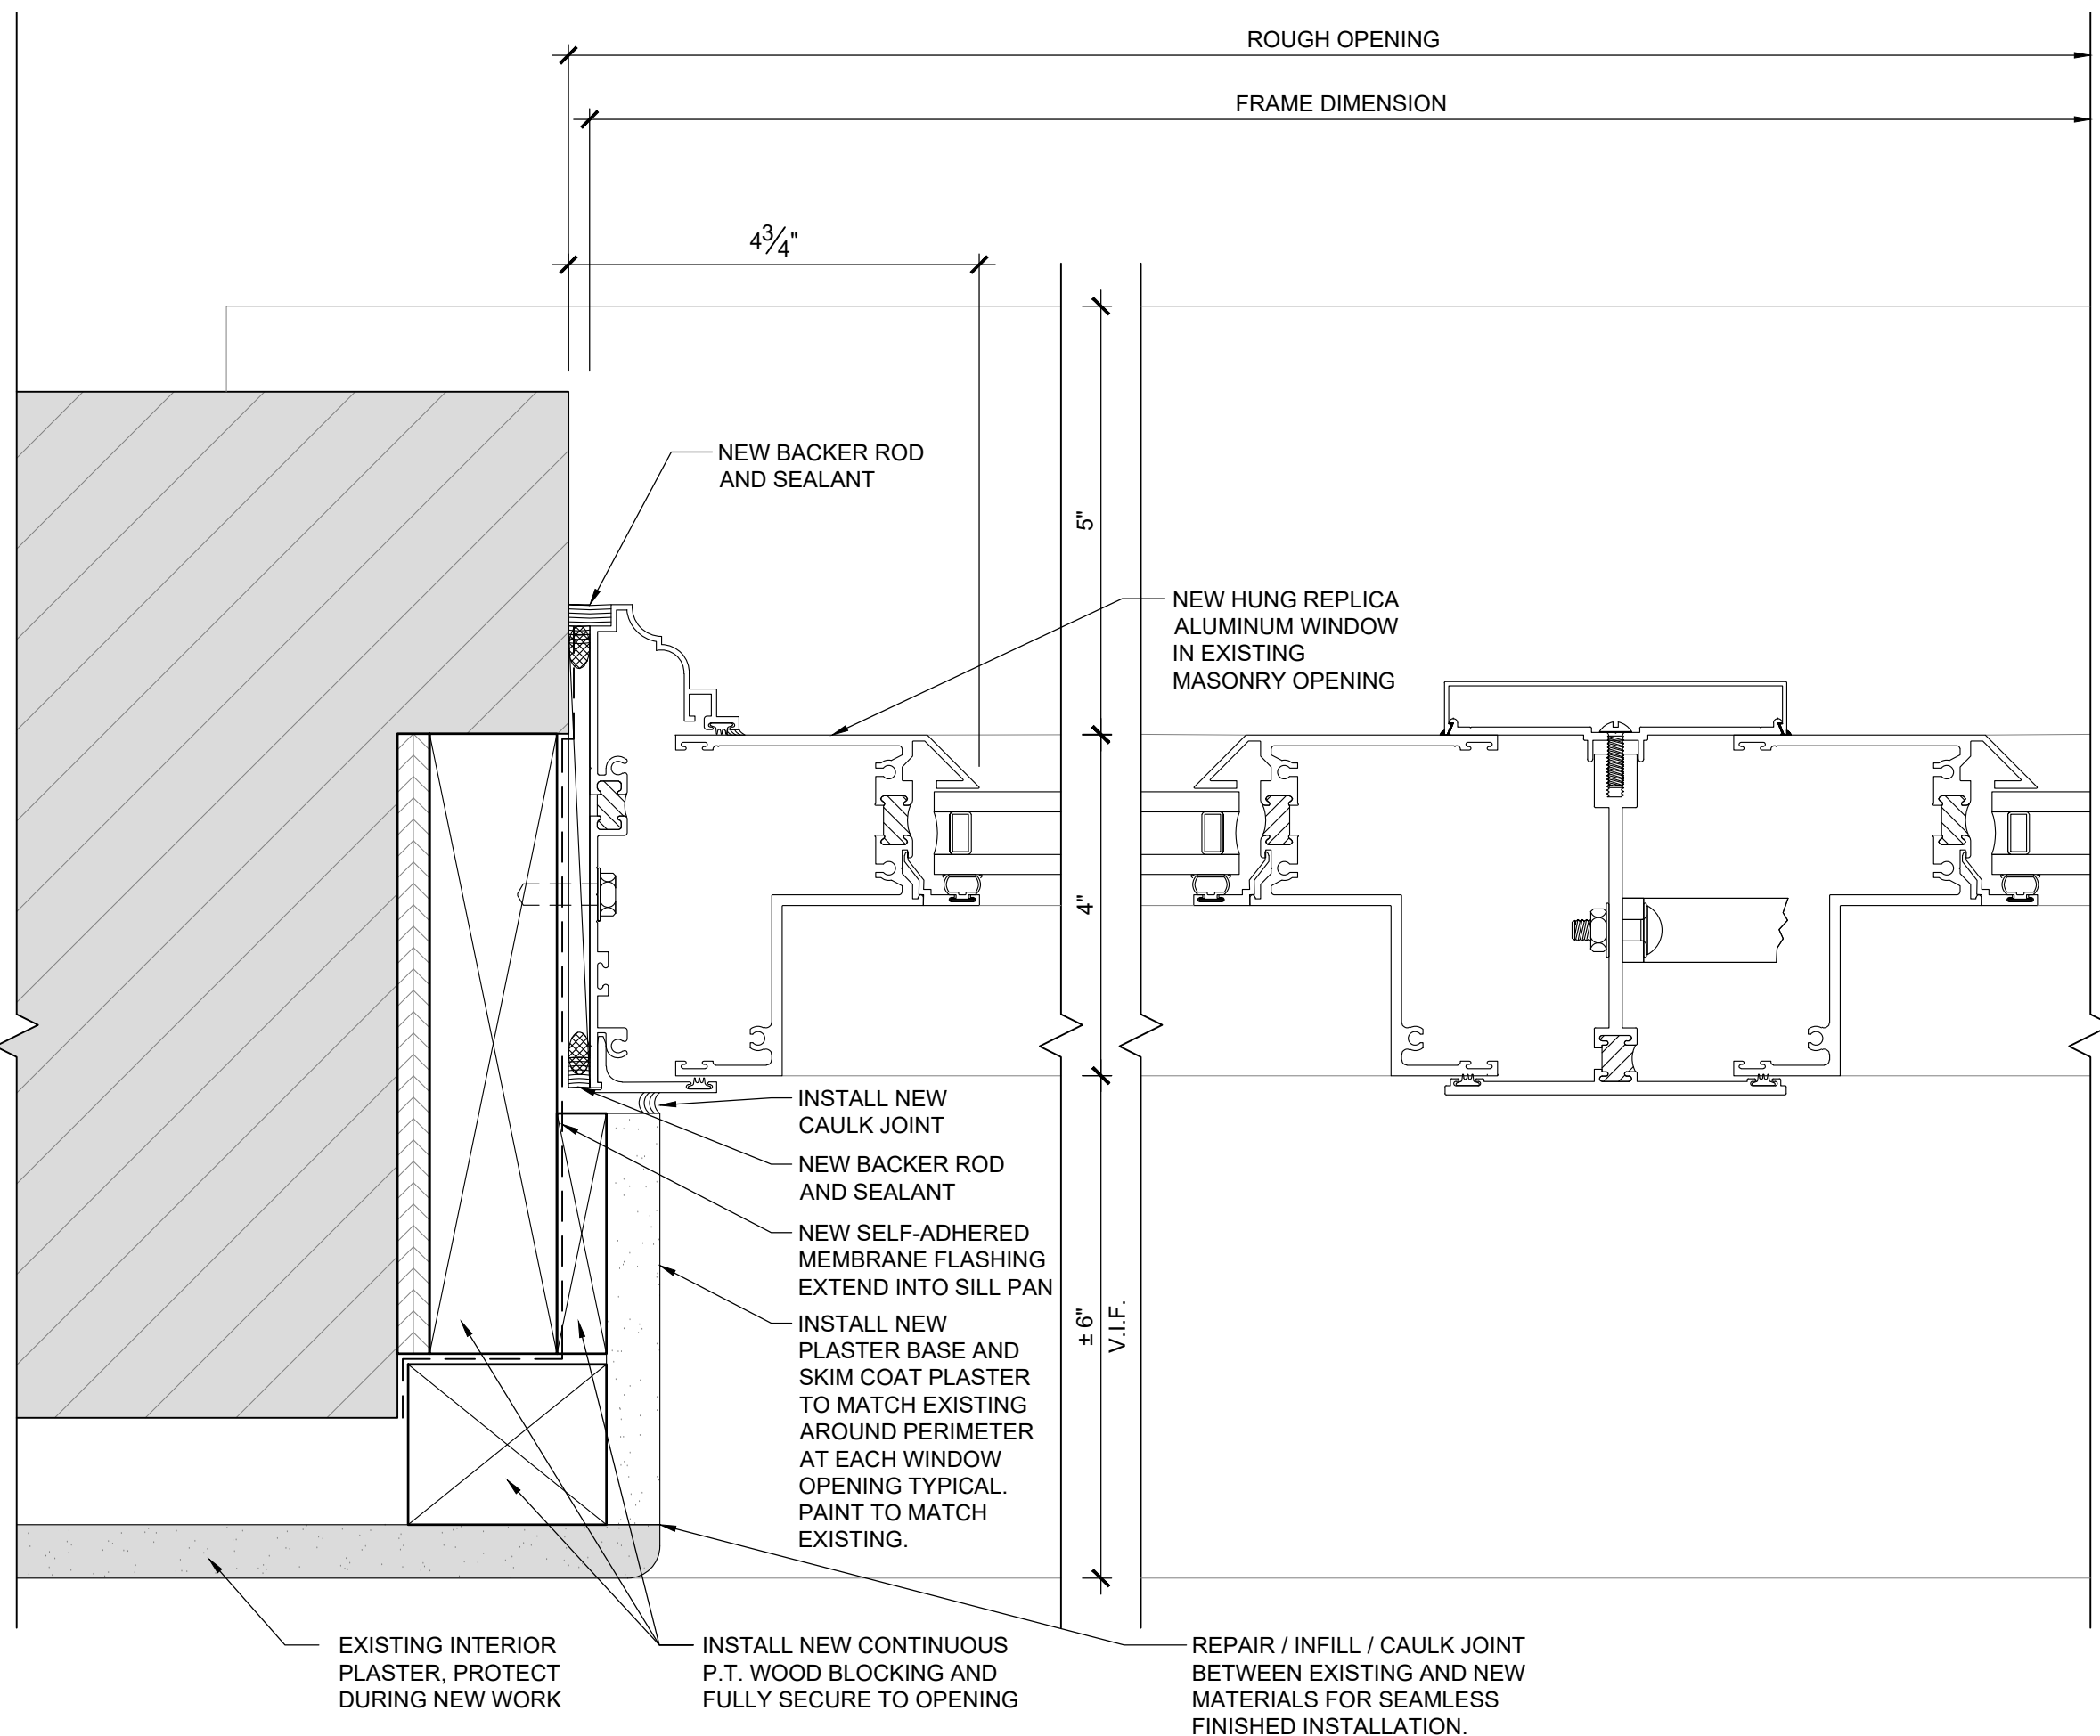 ROUGH OPENING
FRAME DIMENSION
4 3/4"
NEW BACKER ROD
AND SEALANT
5"
NEW HUNG REPLICA
ALUMINUM WINDOW
IN EXISTING
MASONRY OPENING
4"
INSTALL NEW
CAULK JOINT
NEW BACKER ROD
AND SEALANT
NEW SELF-ADHERED
MEMBRANE FLASHING
EXTEND INTO SILL PAN
INSTALL NEW
PLASTER BASE AND
SKIM COAT PLASTER
TO MATCH EXISTING
AROUND PERIMETER
AT EACH WINDOW
OPENING TYPICAL.
PAINT TO MATCH
EXISTING.
± 6"
V.I.F.
EXISTING INTERIOR
PLASTER, PROTECT
DURING NEW WORK
INSTALL NEW CONTINUOUS
P.T. WOOD BLOCKING AND
FULLY SECURE TO OPENING
REPAIR / INFILL / CAULK JOINT
BETWEEN EXISTING AND NEW
MATERIALS FOR SEAMLESS
FINISHED INSTALLATION.